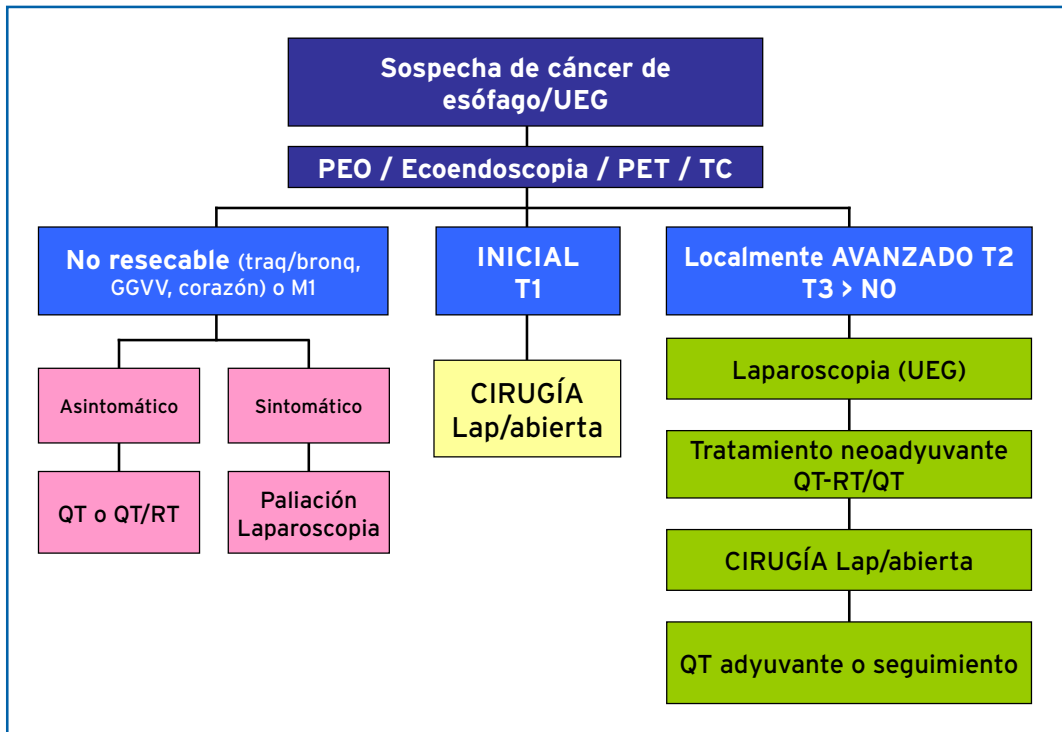 Sospecha de cáncer de
esófago/UEG
PEO / Ecoendoscopia / PET / TC
No resecable (traq/bronq,
GGVV, corazón) o M1
INICIAL
T1
Localmente AVANZADO T2
T3 > N0
Asintomático
Sintomático
QT o QT/RT
Paliación
Laparoscopia
CIRUGÍA
Lap/abierta
Laparoscopia (UEG)
Tratamiento neoadyuvante
QT-RT/QT
CIRUGÍA Lap/abierta
QT adyuvante o seguimiento